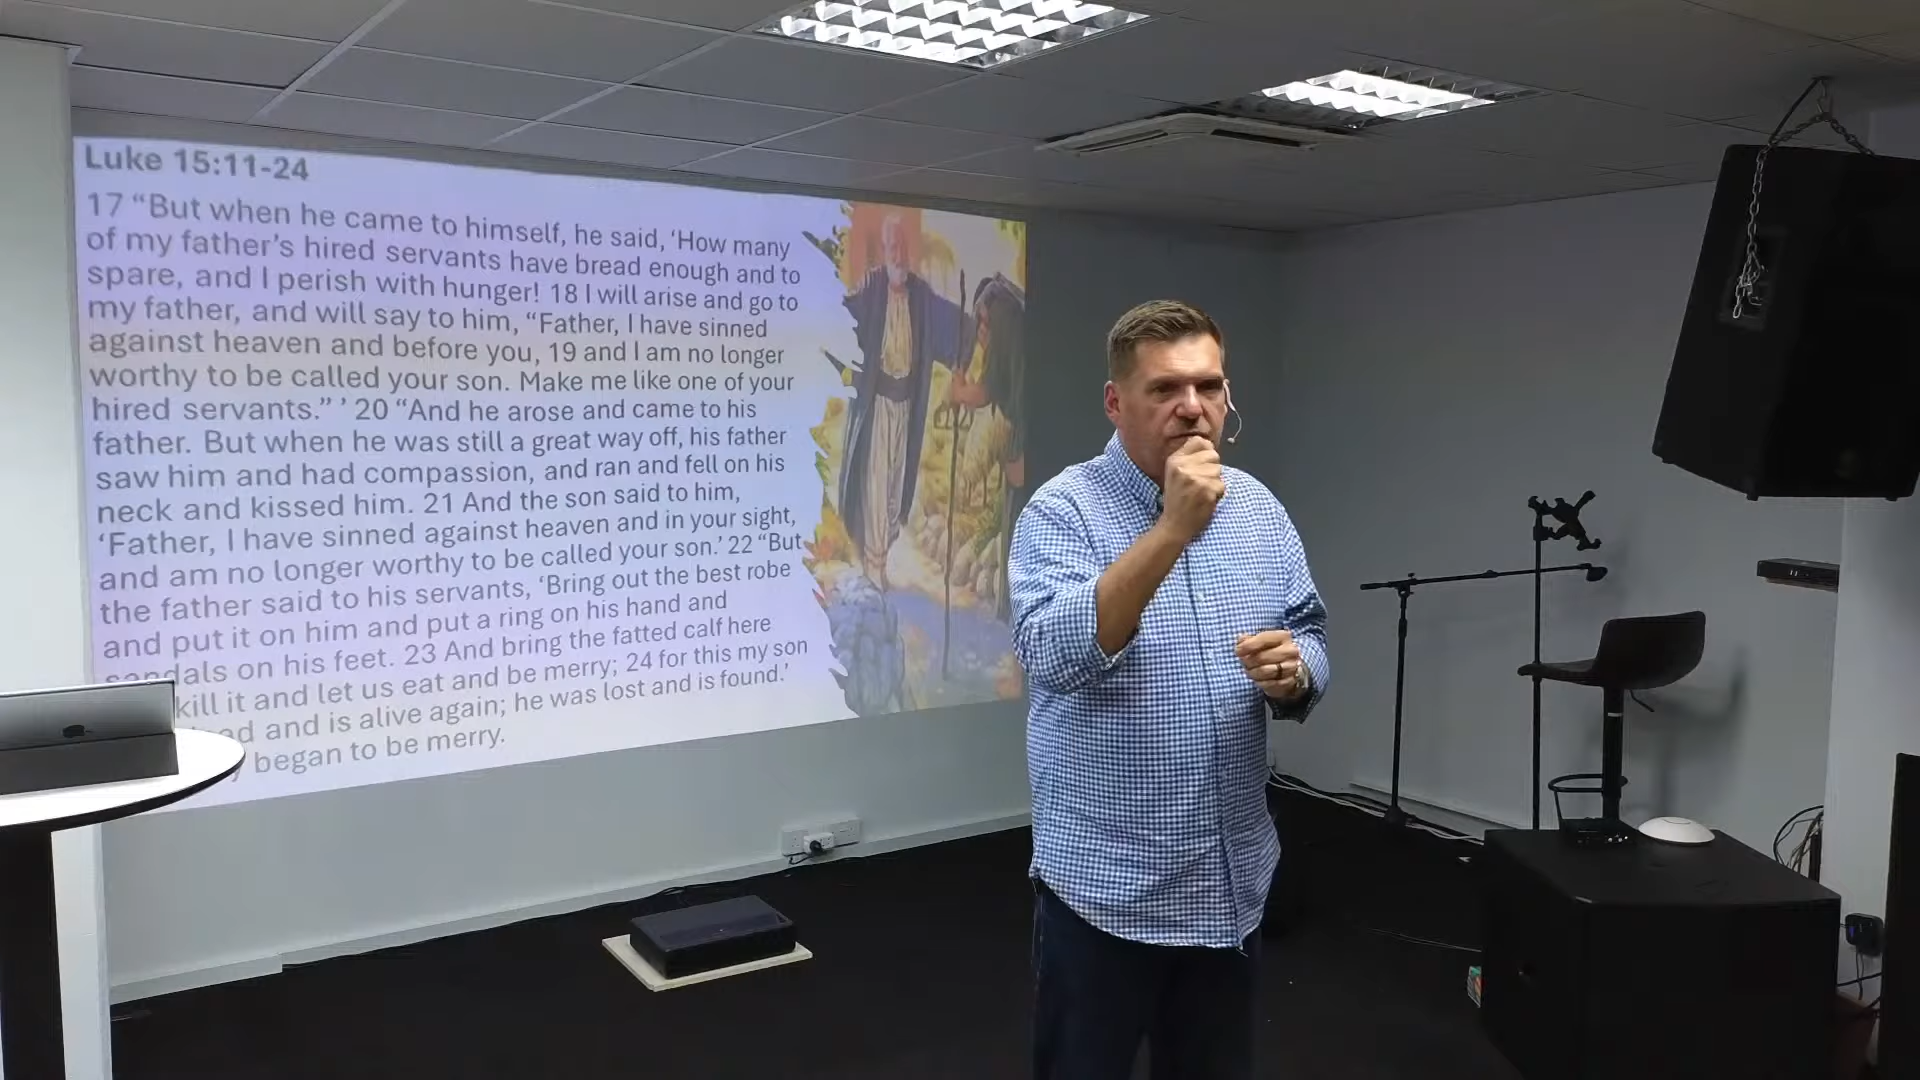 Luke 15:11-24
17 “But when he came to himself, he said, ‘How many
of my father’s hired servants have bread enough and to
spare, and I perish with hunger! 18 I will arise and go to
my father, and will say to him, “Father, I have sinned
against heaven and before you, 19 and I am no longer
worthy to be called your son. Make me like one of your
hired servants.” ’ 20 “And he arose and came to his
father. But when he was still a great way off, his father
saw him and had compassion, and ran and fell on his
neck and kissed him. 21 And the son said to him,
‘Father, I have sinned against heaven and in your sight,
and am no longer worthy to be called your son.’ 22 “But
the father said to his servants, ‘Bring out the best robe
and put it on him and put a ring on his hand and
sandals on his feet. 23 And bring the fatted calf here
kill it and let us eat and be merry; 24 for this my son
and is alive again; he was lost and is found.’
began to be merry.